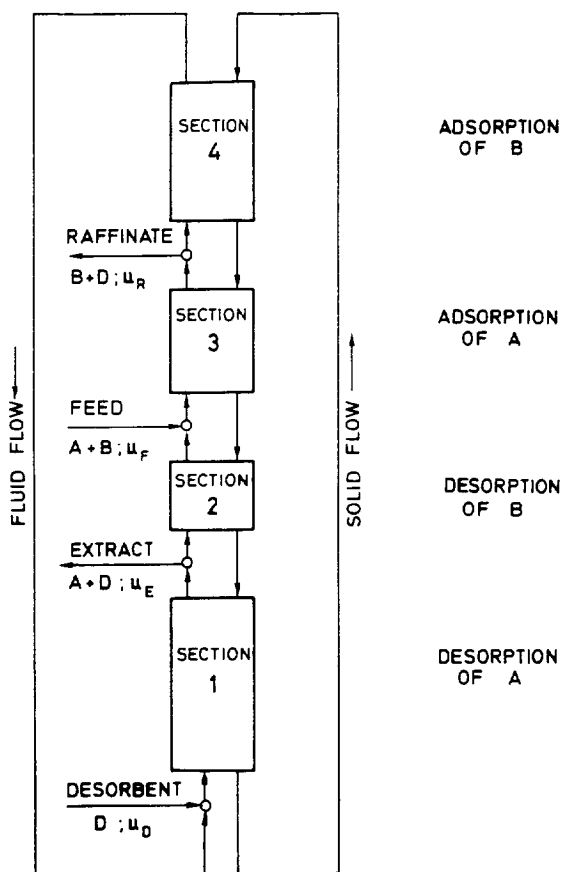 SECTION
4
ADSORPTION
OF B
RAFFINATE
B+D ; u_R
SECTION
3
ADSORPTION
OF A
FEED
A+B ; u_F
SECTION
2
DESORPTION
OF B
EXTRACT
A+D ; u_E
SECTION
1
DESORPTION
OF A
DESORBENT
D ; u_D
FLUID FLOW
SOLID FLOW